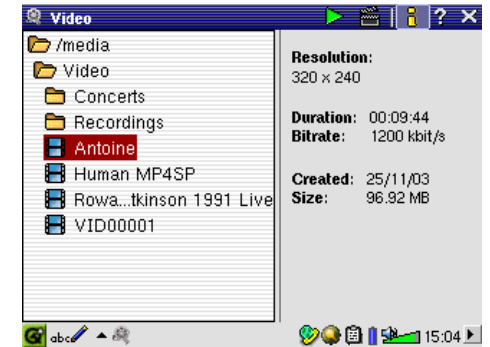 Video
?
/media
Video
Concerts
Recordings
Antoine
Human MP4SP
Rowa...tkinson 1991 Live
VID00001
Resolution:
320 x 240
Duration: 00:09:44
Bitrate: 1200 kbit/s
Created: 25/11/03
Size: 96.92 MB
abc
15:04